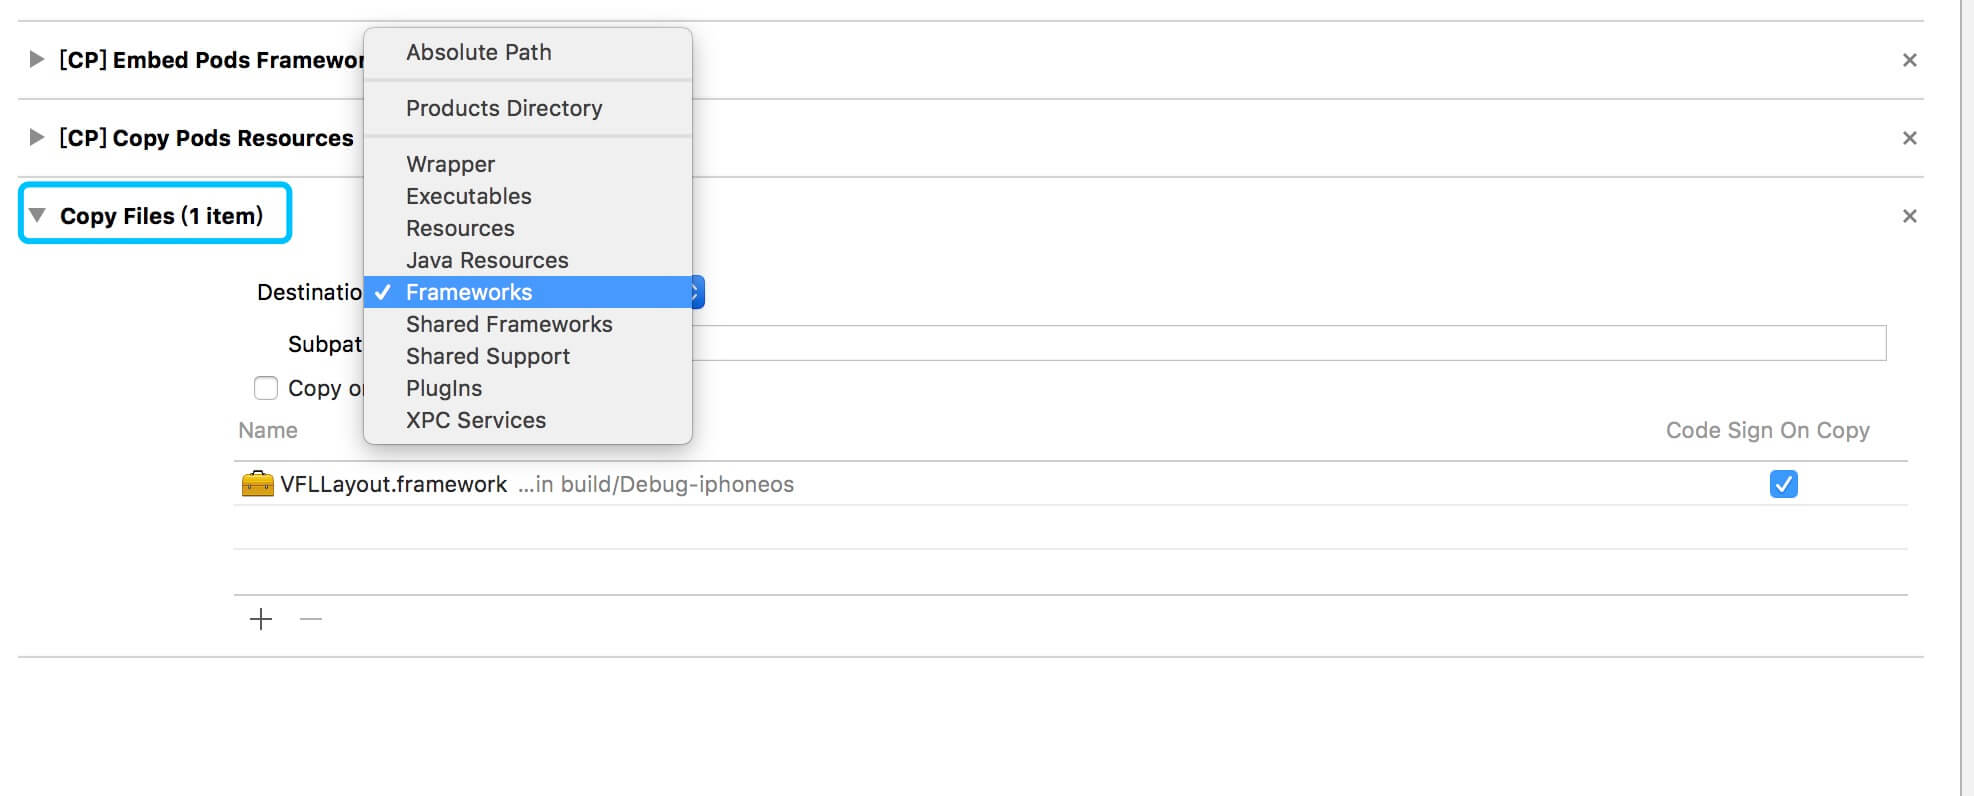 [CP] Embed Pods Framewor
[CP] Copy Pods Resources
Copy Files (1 item)
Absolute Path
Products Directory
Wrapper
Executables
Resources
Java Resources
Destinatio
Frameworks
Shared Frameworks
Subpat
Shared Support
PlugIns
Copy
XPC Services
Name
Code Sign On Copy
VFLLayout.framework ...in build/Debug-iphoneos